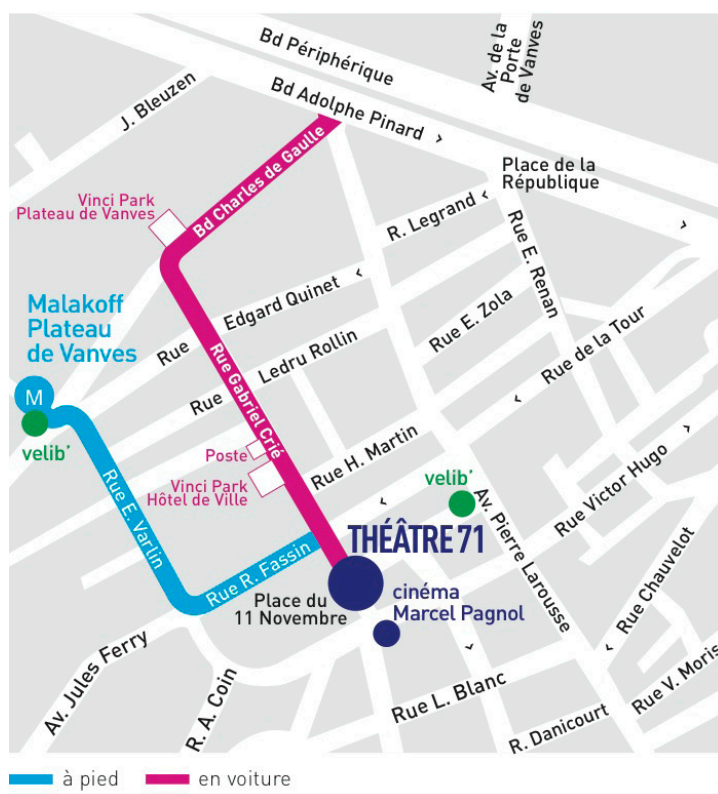 Bd Périphérique
Av. de la
Porte
de Vanves
J. Bleuzen
Bd Adolphe Pinard
Bd Charles de Gaulle
Place de la
République
Vinci Park
Plateau de Vanves
R. Legrand
Rue E. Renan
Malakoff
Plateau
de Vanves
Rue Edgard Quinet
Rue E. Zola
Rue de la Tour
Rue Ledru Rollin
Rue Gabriel Crié
M
velib’
Poste
Rue H. Martin
Vinci Park
Hôtel de Ville
velib’
Rue Victor Hugo
Rue E. Varlin
Av. Pierre Larousse
THÉÂTRE 71
Rue R. Fassin
Place du
11 Novembre
cinéma
Marcel Pagnol
Rue Chauvelot
Av. Jules Ferry
R. A. Coin
Rue L. Blanc
Rue V. Moris
R. Danicourt
à pied
en voiture